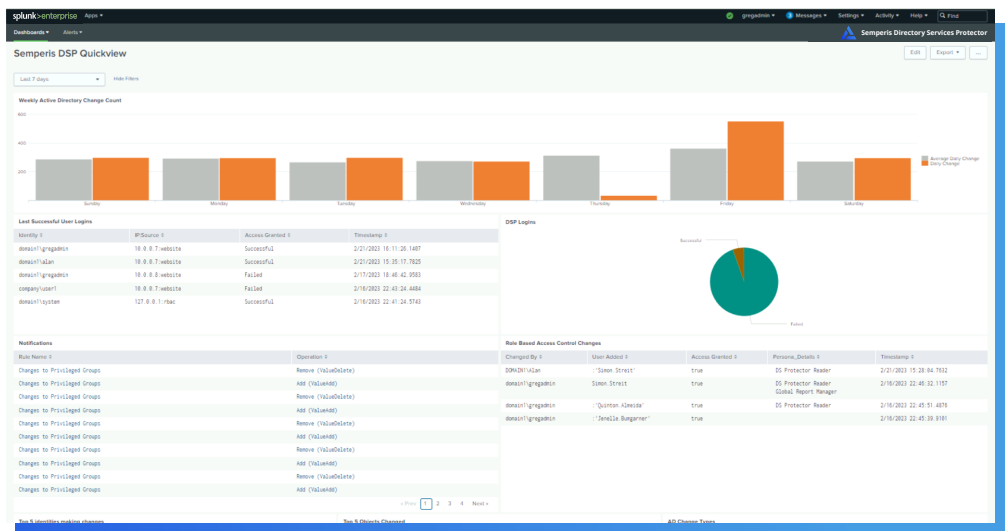 splunk>enterprise Apps
gregadmin 3 Messages Settings Activity Help Find
Dashboards Alerts
Semperis Directory Services Protector
Semperis DSP Quickview
Edit Export ...
Last 7 days Hide Filters
Weekly Active Directory Change Count
600
400
200
Average Daily Change
Daily Change
Sunday Monday Tuesday Wednesday Thursday Friday Saturday
Last Successful User Logins
Identity IP:Source Access Granted Timestamp
domain1\gregadmin 10.0.0.7:website Successful 2/21/2023 16:11:20.1407
domain1\alan 10.0.0.7:website Successful 2/21/2023 15:35:17.7825
domain1\gregadmin 10.0.0.8:website Failed 2/17/2023 18:40:42.9583
company\user1 10.0.0.7:website Failed 2/16/2023 22:43:24.4484
domain1\system 127.0.0.1:rbac Successful 2/16/2023 22:41:24.5743
DSP Logins
Successful
Failed
Notifications
Rule Name Operation
Changes to Privileged Groups Remove (ValueDelete)
Changes to Privileged Groups Add (ValueAdd)
Changes to Privileged Groups Remove (ValueDelete)
Changes to Privileged Groups Add (ValueAdd)
Changes to Privileged Groups Remove (ValueDelete)
Changes to Privileged Groups Add (ValueAdd)
Changes to Privileged Groups Remove (ValueDelete)
Changes to Privileged Groups Add (ValueAdd)
Changes to Privileged Groups Remove (ValueDelete)
Changes to Privileged Groups Add (ValueAdd)
« Prev 1 2 3 4 Next »
Role Based Access Control Changes
Changed By User Added Access Granted Persona_Details Timestamp
DOMAIN1\Alan :'Simon.Streit' true DS Protector Reader 2/21/2023 15:28:04.7632
domain1\gregadmin Simon.Streit true DS Protector Reader 2/16/2023 22:46:32.1157
Global Report Manager
domain1\gregadmin :'Quinton.Almeida' true DS Protector Reader 2/16/2023 22:45:51.4076
domain1\gregadmin :'Jenelle.Bumgarner' true 2/16/2023 22:45:30.9101
Top 5 identities making changes
Top 5 Objects Changed
AD Change Types